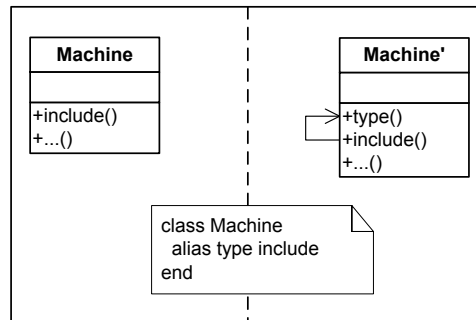 Machine
+include()
+...()
Machine'
+type()
+include()
+...()
class Machine
alias type include
end